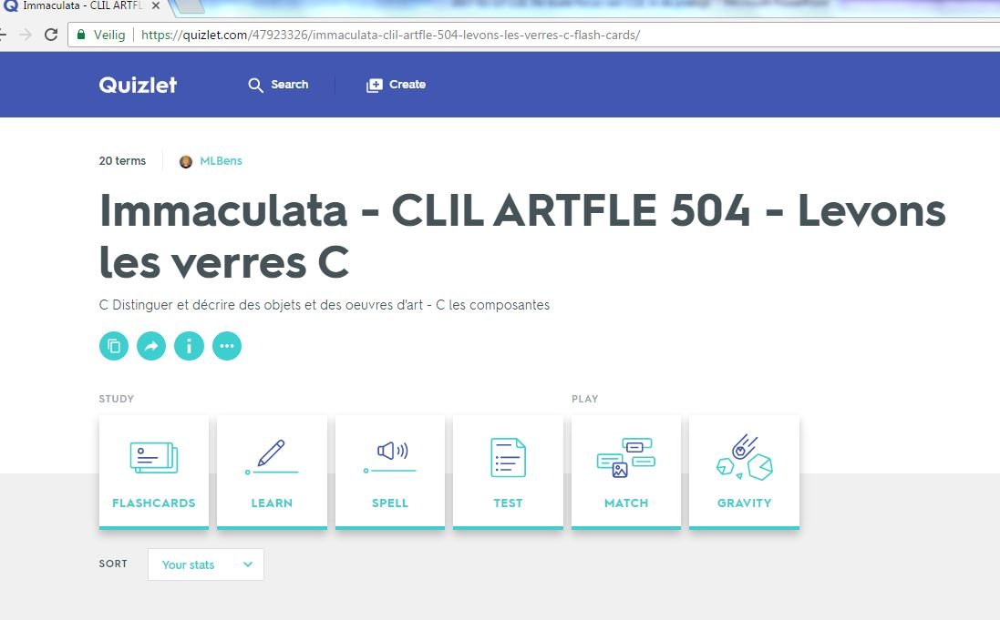 Immaculata - CLIL ARTFL
Veilig
https://quizlet.com/47923326/immaculata-clil-artfle-504-levons-les-verres-c-flash-cards/
Quizlet
Search
Create
20 terms
MLBens
Immaculata - CLIL ARTFLE 504 - Levons
les verres C
C Distinguer et décrire des objets et des oeuvres d'art - C les composantes
STUDY
PLAY
FLASHCARDS
LEARN
SPELL
TEST
MATCH
GRAVITY
SORT
Your stats